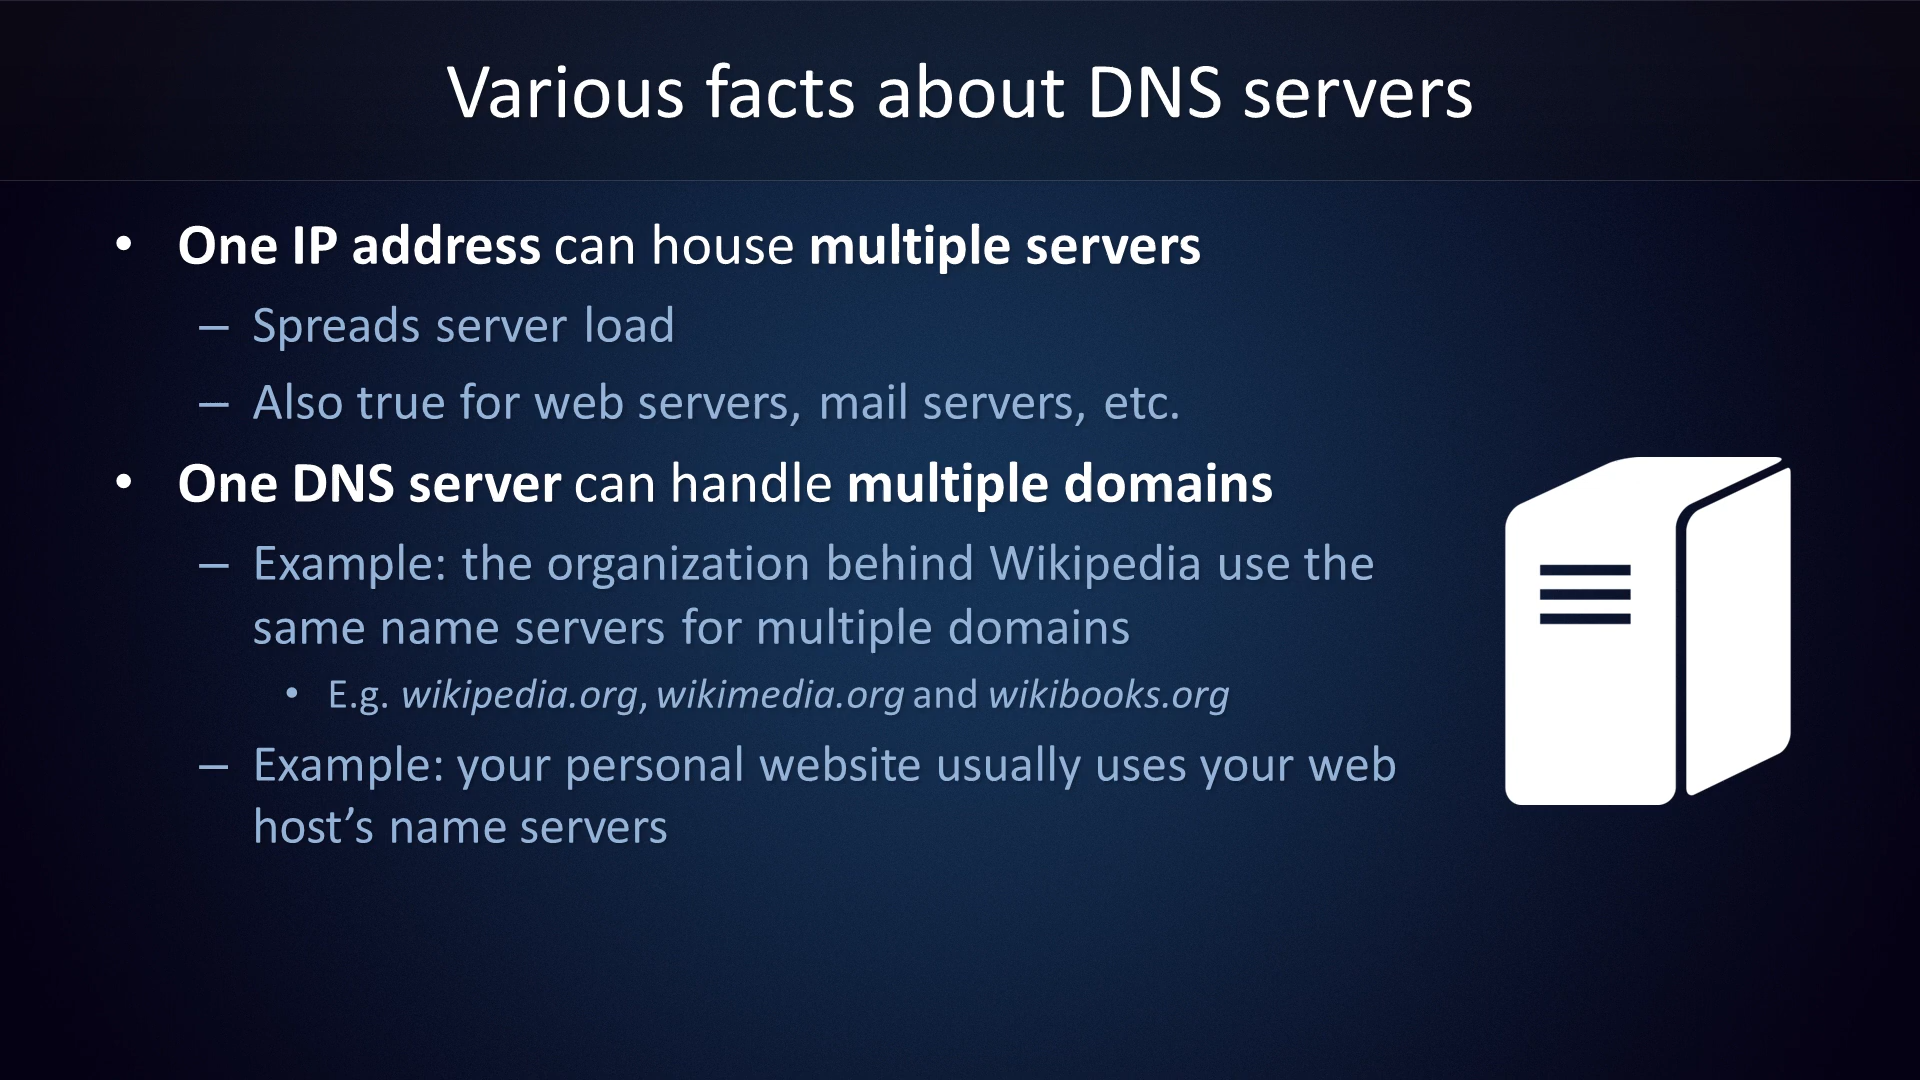 Various facts about DNS servers
• One IP address can house multiple servers
– Spreads server load
– Also true for web servers, mail servers, etc.
• One DNS server can handle multiple domains
– Example: the organization behind Wikipedia use the
same name servers for multiple domains
• E.g. wikipedia.org, wikimedia.org and wikibooks.org
– Example: your personal website usually uses your web
host’s name servers